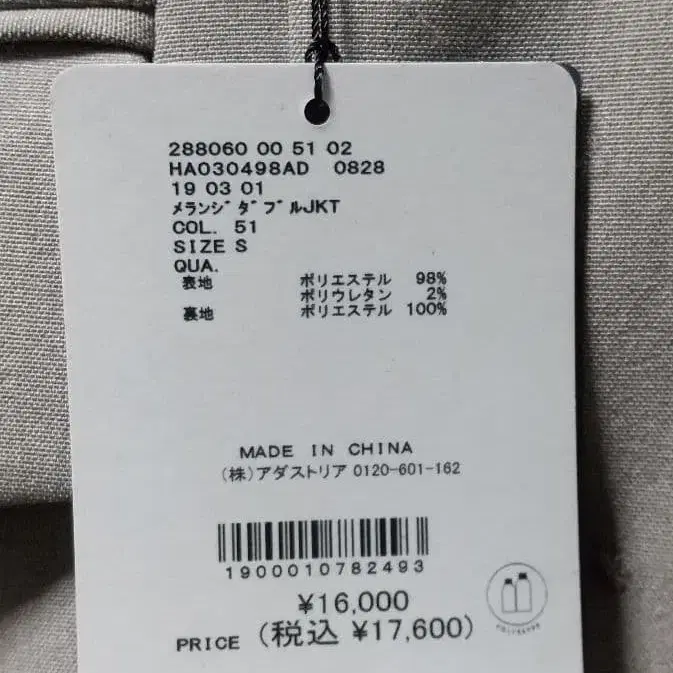 288060 00 51 02
HA030498AD 0828
19 03 01
ﾒﾗﾝｼﾞﾀﾞﾌﾞﾙJKT
COL. 51
SIZE S
QUA.
表地 ポリエステル 98%
ポリウレタン 2%
裏地 ポリエステル 100%
MADE IN CHINA
(株)アダストリア 0120-601-162
1900010782493
¥16,000
PRICE (税込 ¥17,600)